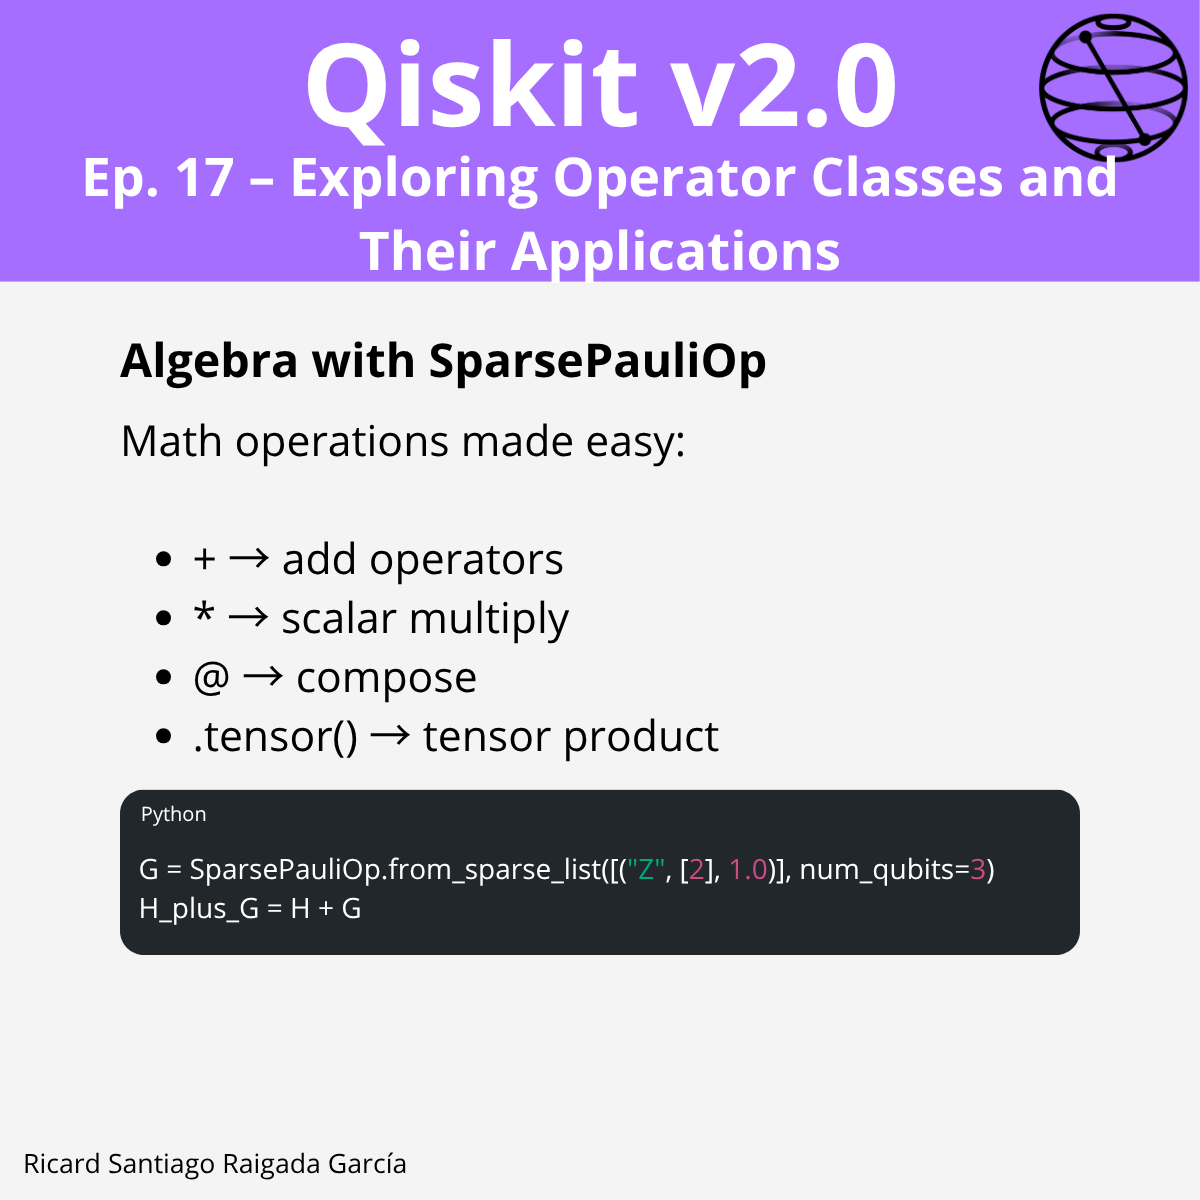 Qiskit v2.0
Ep. 17 – Exploring Operator Classes and
Their Applications
Algebra with SparsePauliOp
Math operations made easy:
• + → add operators
• * → scalar multiply
• @ → compose
• .tensor() → tensor product
Python
G = SparsePauliOp.from_sparse_list([("Z", [2], 1.0)], num_qubits=3)
H_plus_G = H + G
Ricard Santiago Raigada García